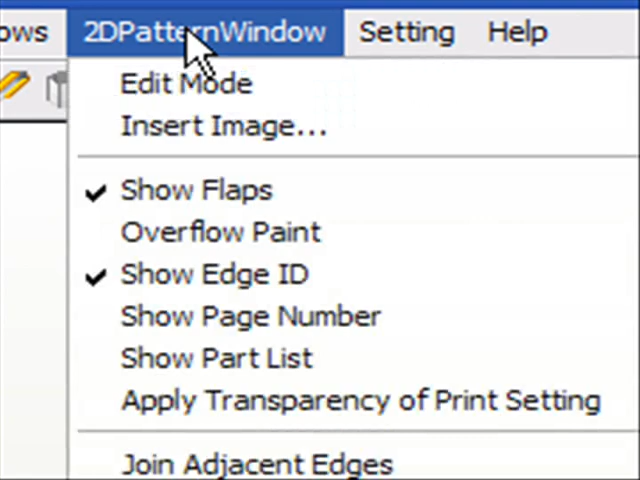 ows 2DPatternWindow Setting Help
Edit Mode
Insert Image...
Show Flaps
Overflow Paint
Show Edge ID
Show Page Number
Show Part List
Apply Transparency of Print Setting
Join Adjacent Edges